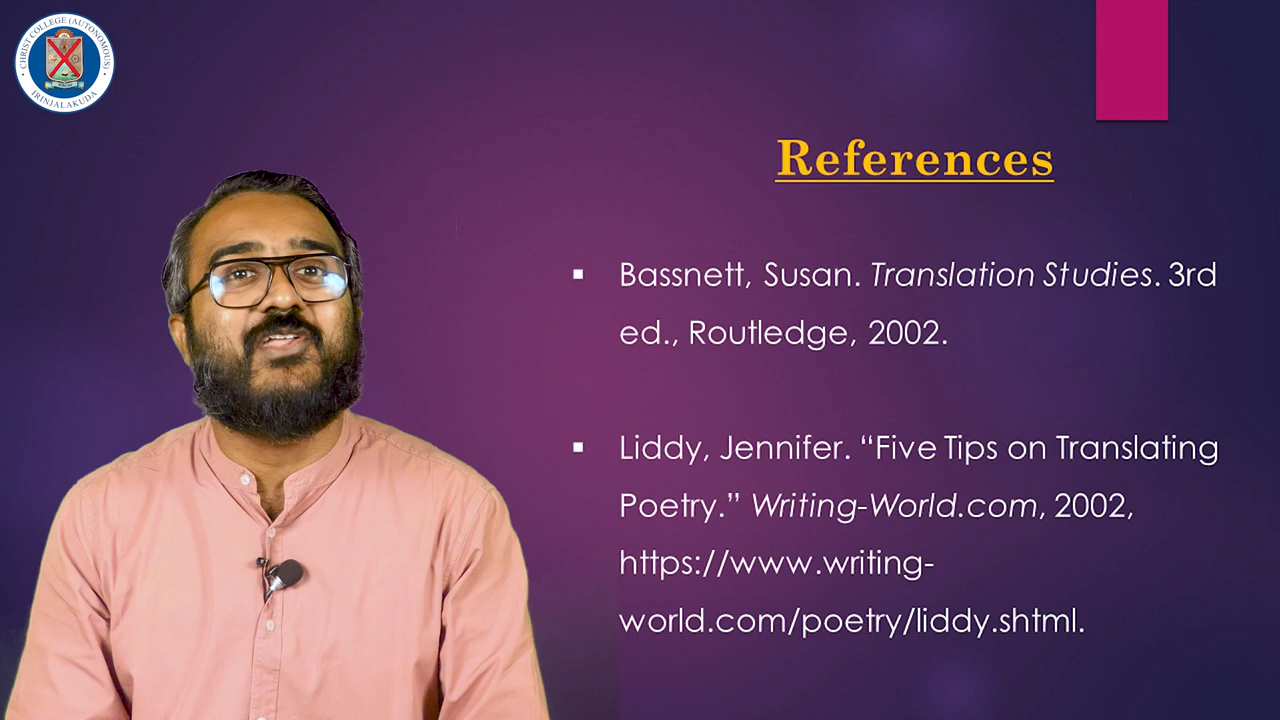 CHRIST COLLEGE (AUTONOMOUS)
IRINJALAKUDA
References
▪ Bassnett, Susan. Translation Studies. 3rd
ed., Routledge, 2002.
▪ Liddy, Jennifer. “Five Tips on Translating
Poetry.” Writing-World.com, 2002,
https://www.writing-
world.com/poetry/liddy.shtml.